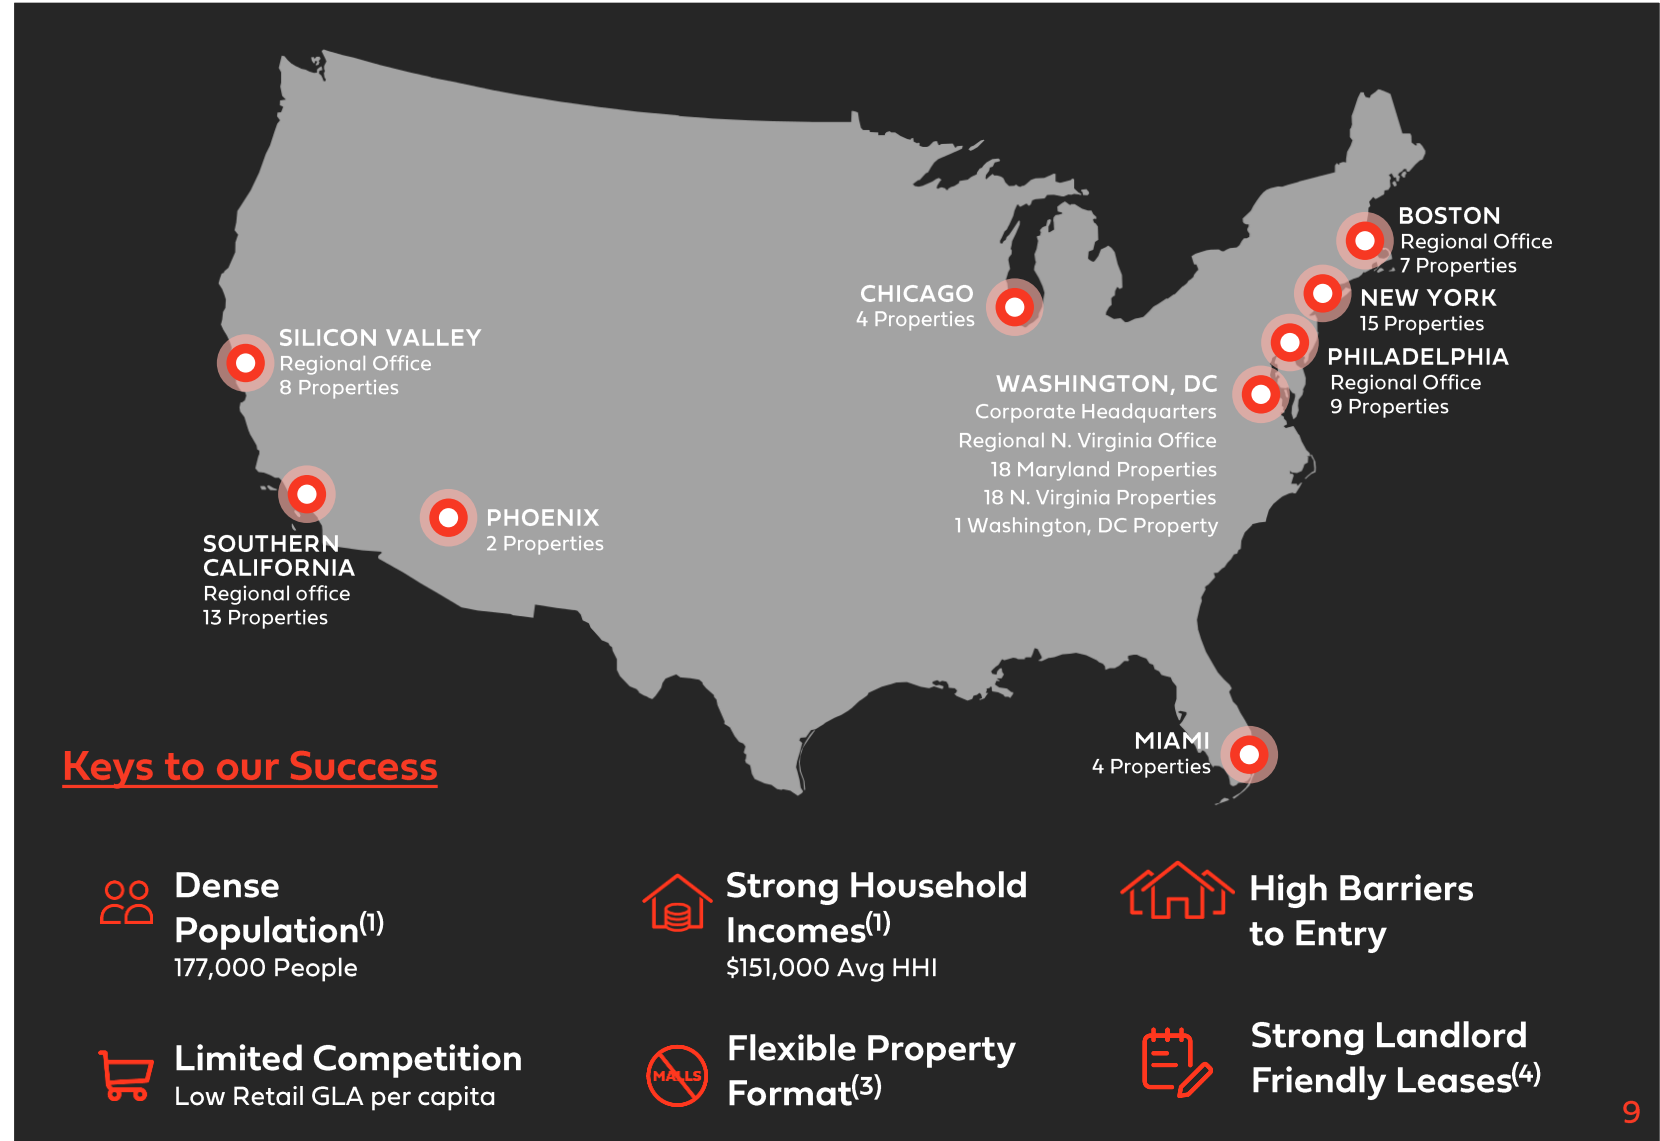 BOSTON
Regional Office
7 Properties
CHICAGO
4 Properties
NEW YORK
15 Properties
SILICON VALLEY
Regional Office
8 Properties
PHILADELPHIA
Regional Office
9 Properties
WASHINGTON, DC
Corporate Headquarters
Regional N. Virginia Office
18 Maryland Properties
18 N. Virginia Properties
1 Washington, DC Property
PHOENIX
2 Properties
SOUTHERN
CALIFORNIA
Regional office
13 Properties
MIAMI
4 Properties
Keys to our Success
Dense
Population(1)
177,000 People
Strong Household
Incomes(1)
$151,000 Avg HHI
High Barriers
to Entry
Limited Competition
Low Retail GLA per capita
MALLS
Flexible Property
Format(3)
Strong Landlord
Friendly Leases(4)
9